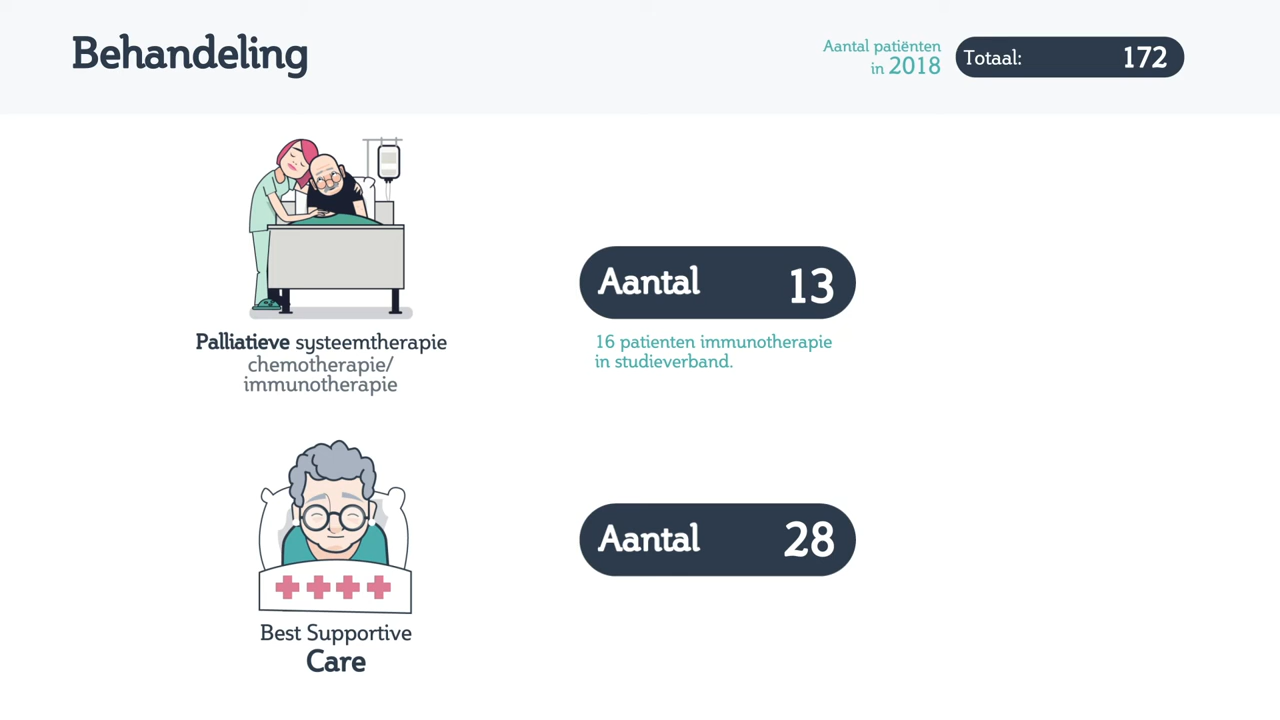 Behandeling
Aantal patiënten
in 2018
Totaal: 172
Palliatieve systeemtherapie
chemotherapie/
immunotherapie
Aantal 13
16 patienten immunotherapie
in studieverband.
Best Supportive
Care
Aantal 28